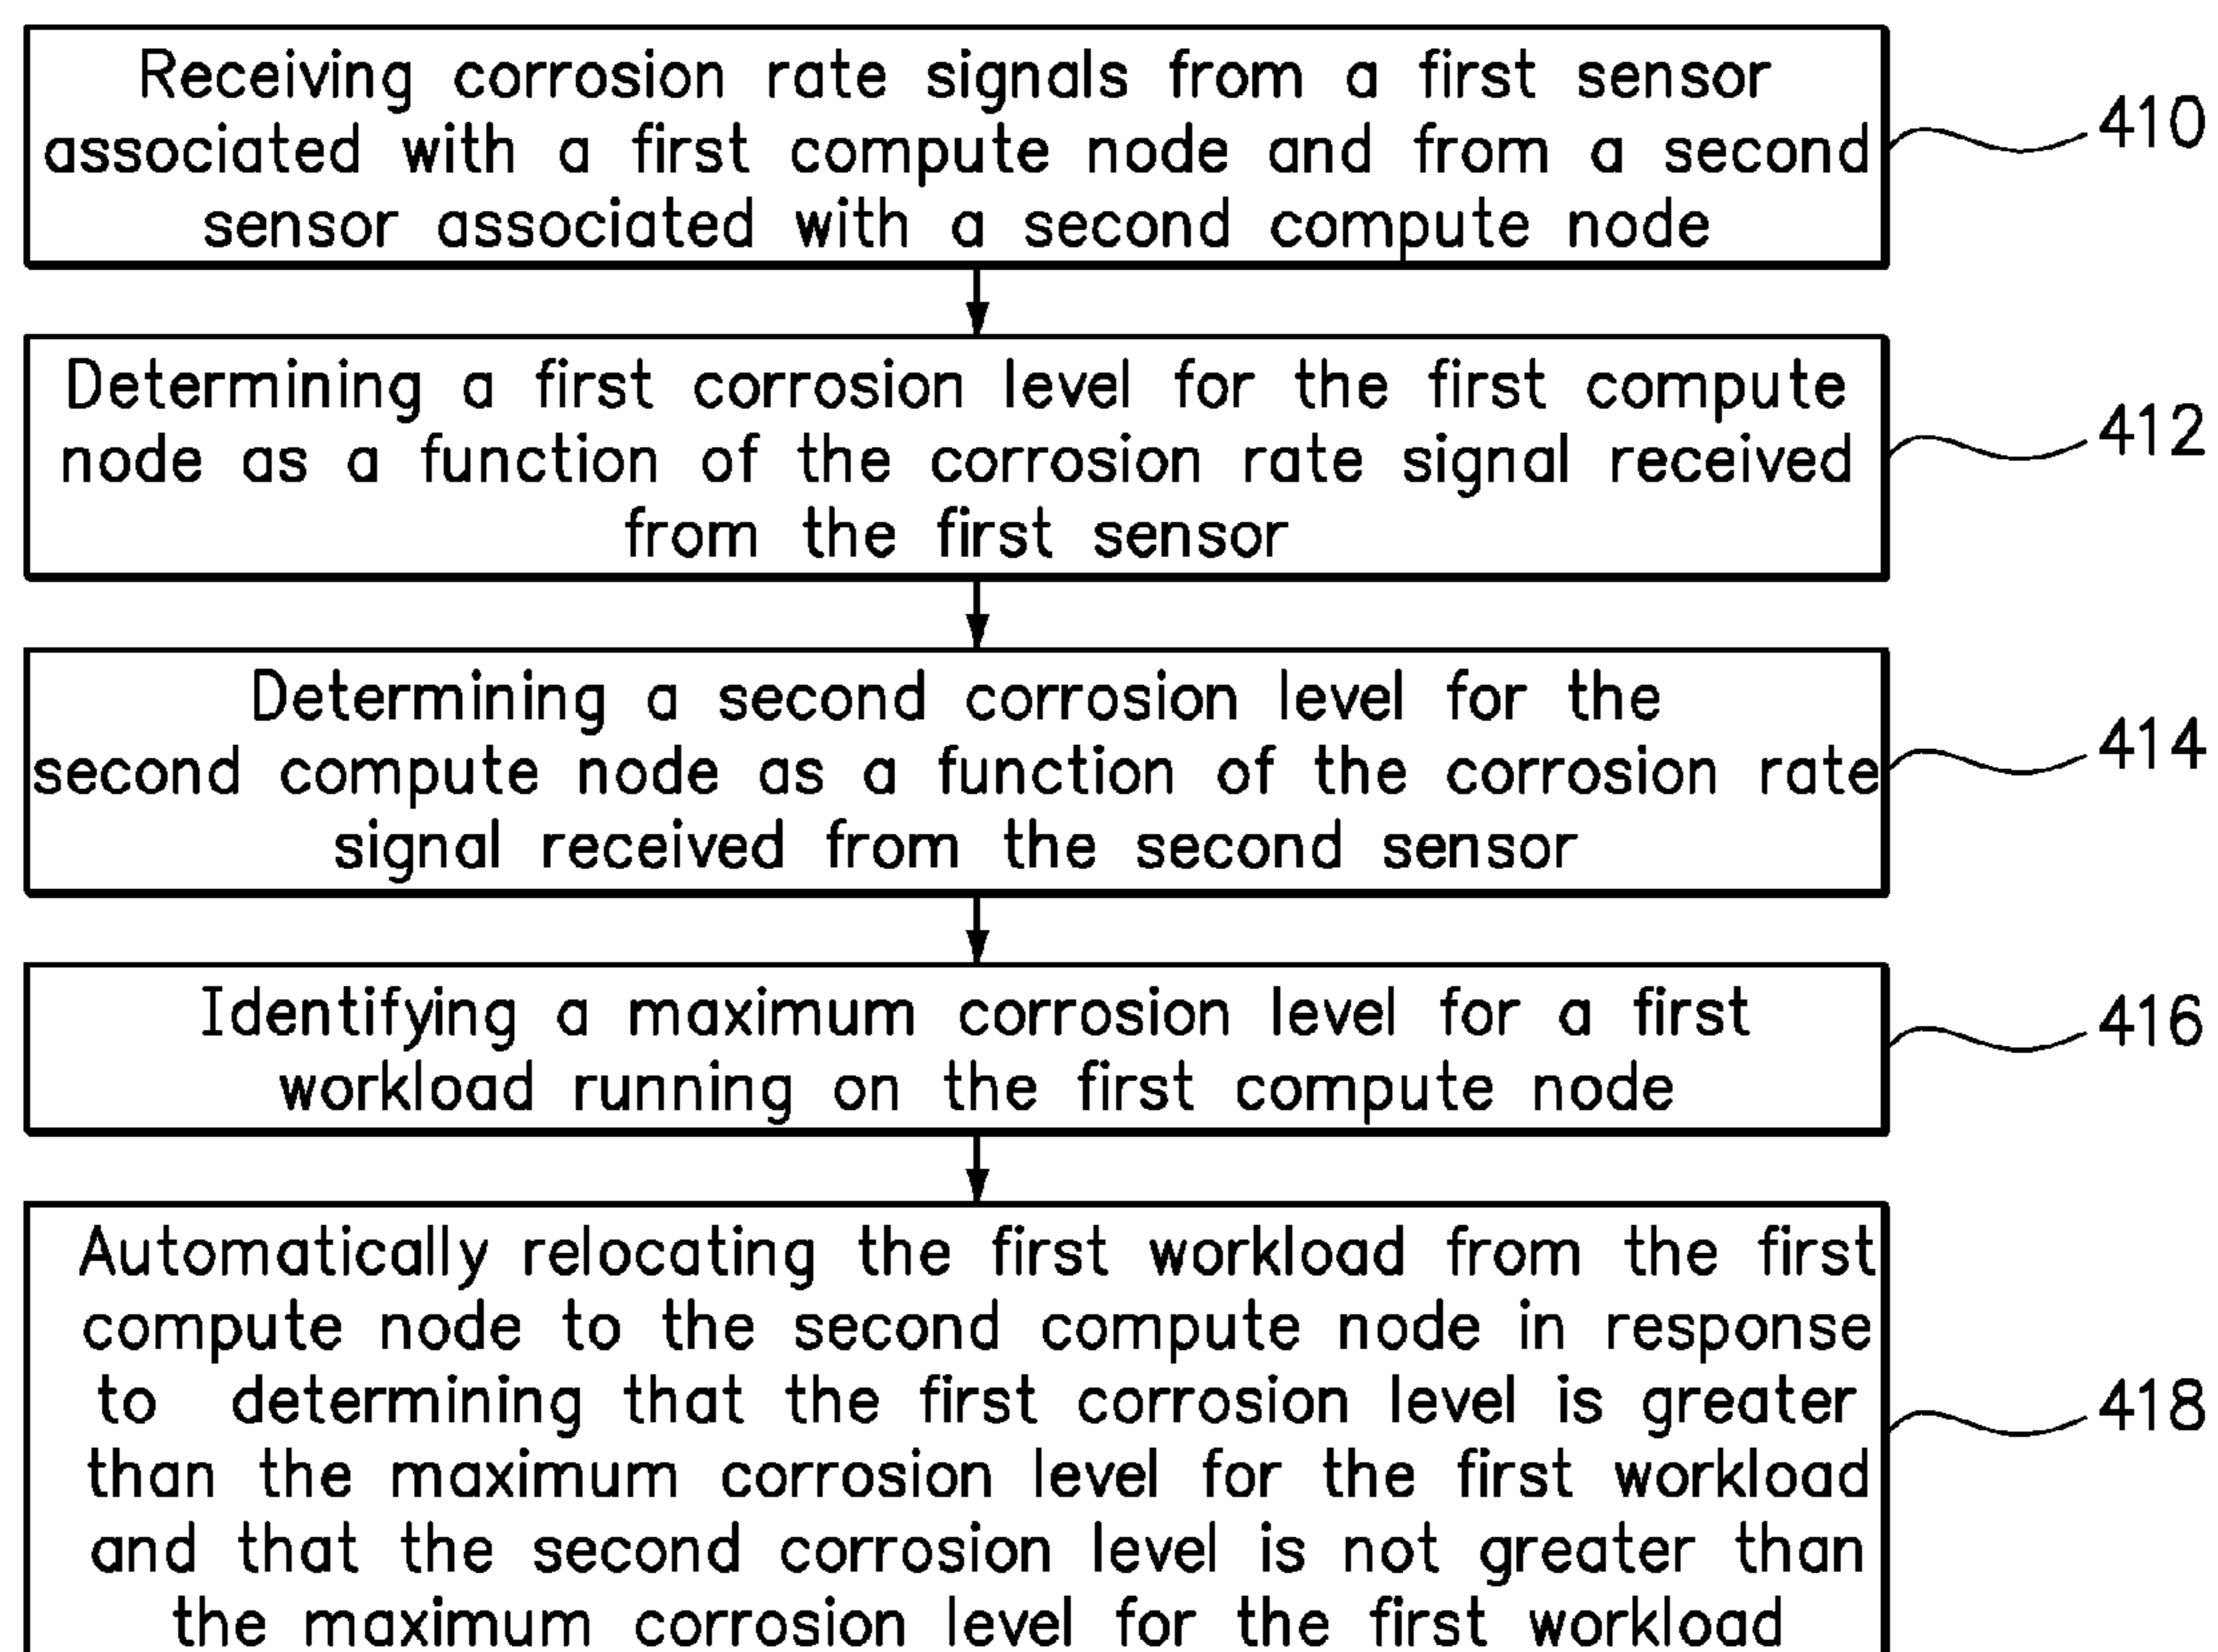 Receiving corrosion rate signals from a first sensor
associated with a first compute node and from a second
sensor associated with a second compute node
410
Determining a first corrosion level for the first compute
node as a function of the corrosion rate signal received
from the first sensor
412
Determining a second corrosion level for the
second compute node as a function of the corrosion rate
signal received from the second sensor
414
Identifying a maximum corrosion level for a first
workload running on the first compute node
416
Automatically relocating the first workload from the first
compute node to the second compute node in response
to determining that the first corrosion level is greater
than the maximum corrosion level for the first workload
and that the second corrosion level is not greater than
the maximum corrosion level for the first workload
418